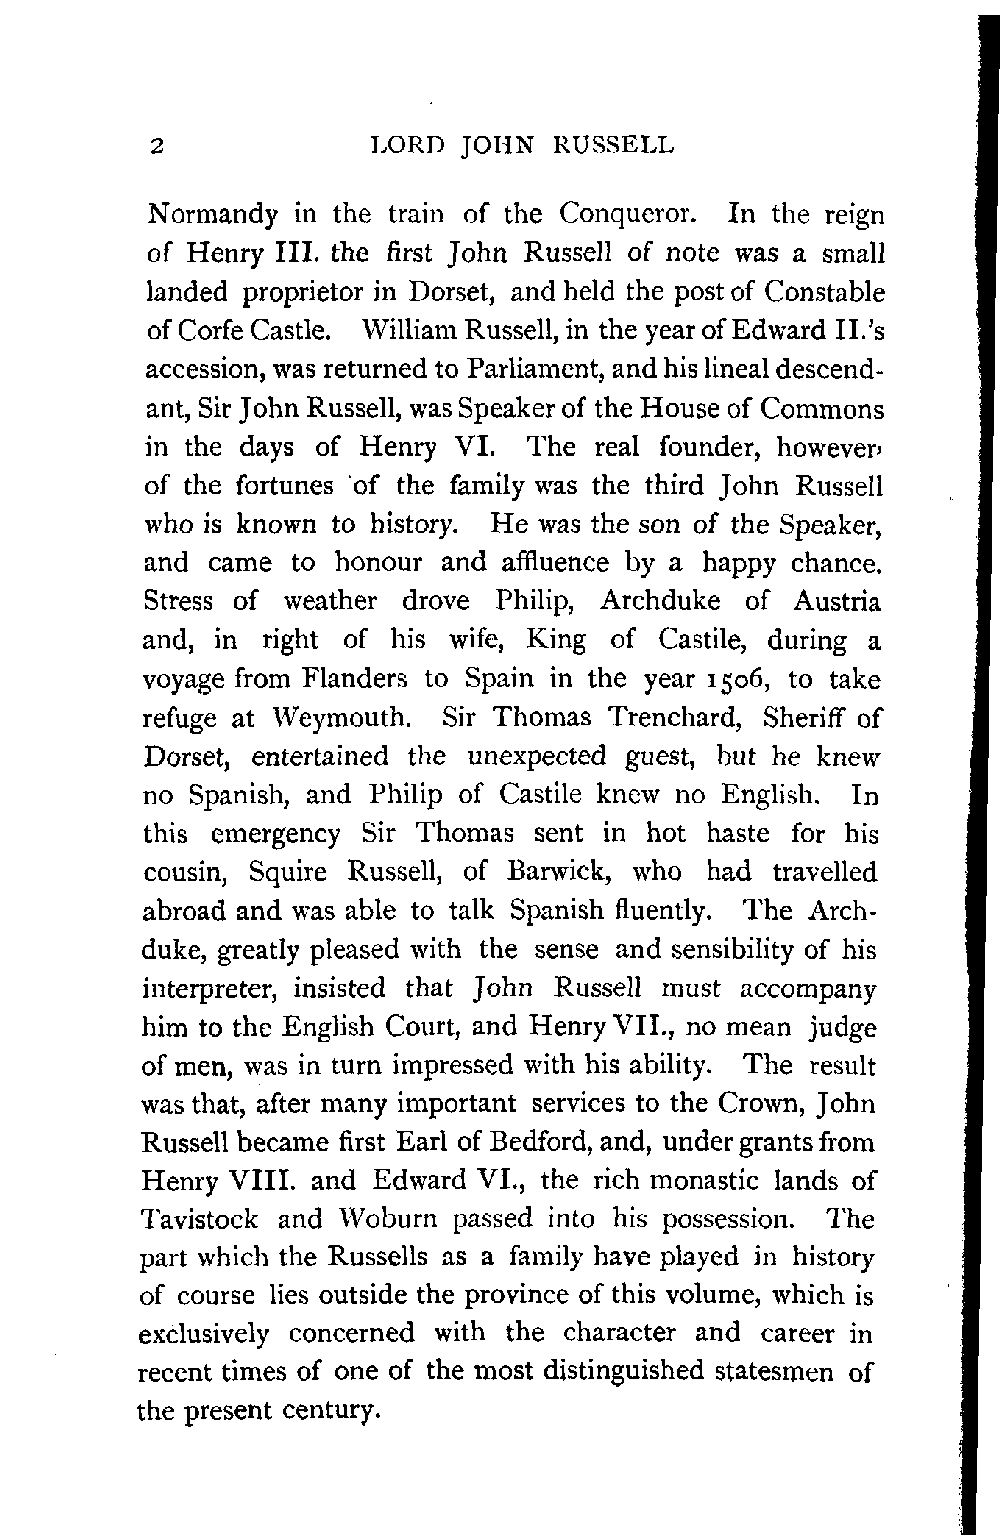 2 LORD JOHN RUSSELL
Normandy in the train of the Conqueror. In the reign
of Henry III. the first John Russell of note was a small
landed proprietor in Dorset, and held the post of Constable
of Corfe Castle. William Russell, in the year of Edward II.'s
accession, was returned to Parliament, and his lineal descend-
ant, Sir John Russell, was Speaker of the House of Commons
in the days of Henry VI. The real founder, however,
of the fortunes of the family was the third John Russell
who is known to history. He was the son of the Speaker,
and came to honour and affluence by a happy chance.
Stress of weather drove Philip, Archduke of Austria
and, in right of his wife, King of Castile, during a
voyage from Flanders to Spain in the year 1506, to take
refuge at Weymouth. Sir Thomas Trenchard, Sheriff of
Dorset, entertained the unexpected guest, but he knew
no Spanish, and Philip of Castile knew no English. In
this emergency Sir Thomas sent in hot haste for his
cousin, Squire Russell, of Barwick, who had travelled
abroad and was able to talk Spanish fluently. The Arch-
duke, greatly pleased with the sense and sensibility of his
interpreter, insisted that John Russell must accompany
him to the English Court, and Henry VII., no mean judge
of men, was in turn impressed with his ability. The result
was that, after many important services to the Crown, John
Russell became first Earl of Bedford, and, under grants from
Henry VIII. and Edward VI., the rich monastic lands of
Tavistock and Woburn passed into his possession. The
part which the Russells as a family have played in history
of course lies outside the province of this volume, which is
exclusively concerned with the character and career in
recent times of one of the most distinguished statesmen of
the present century.